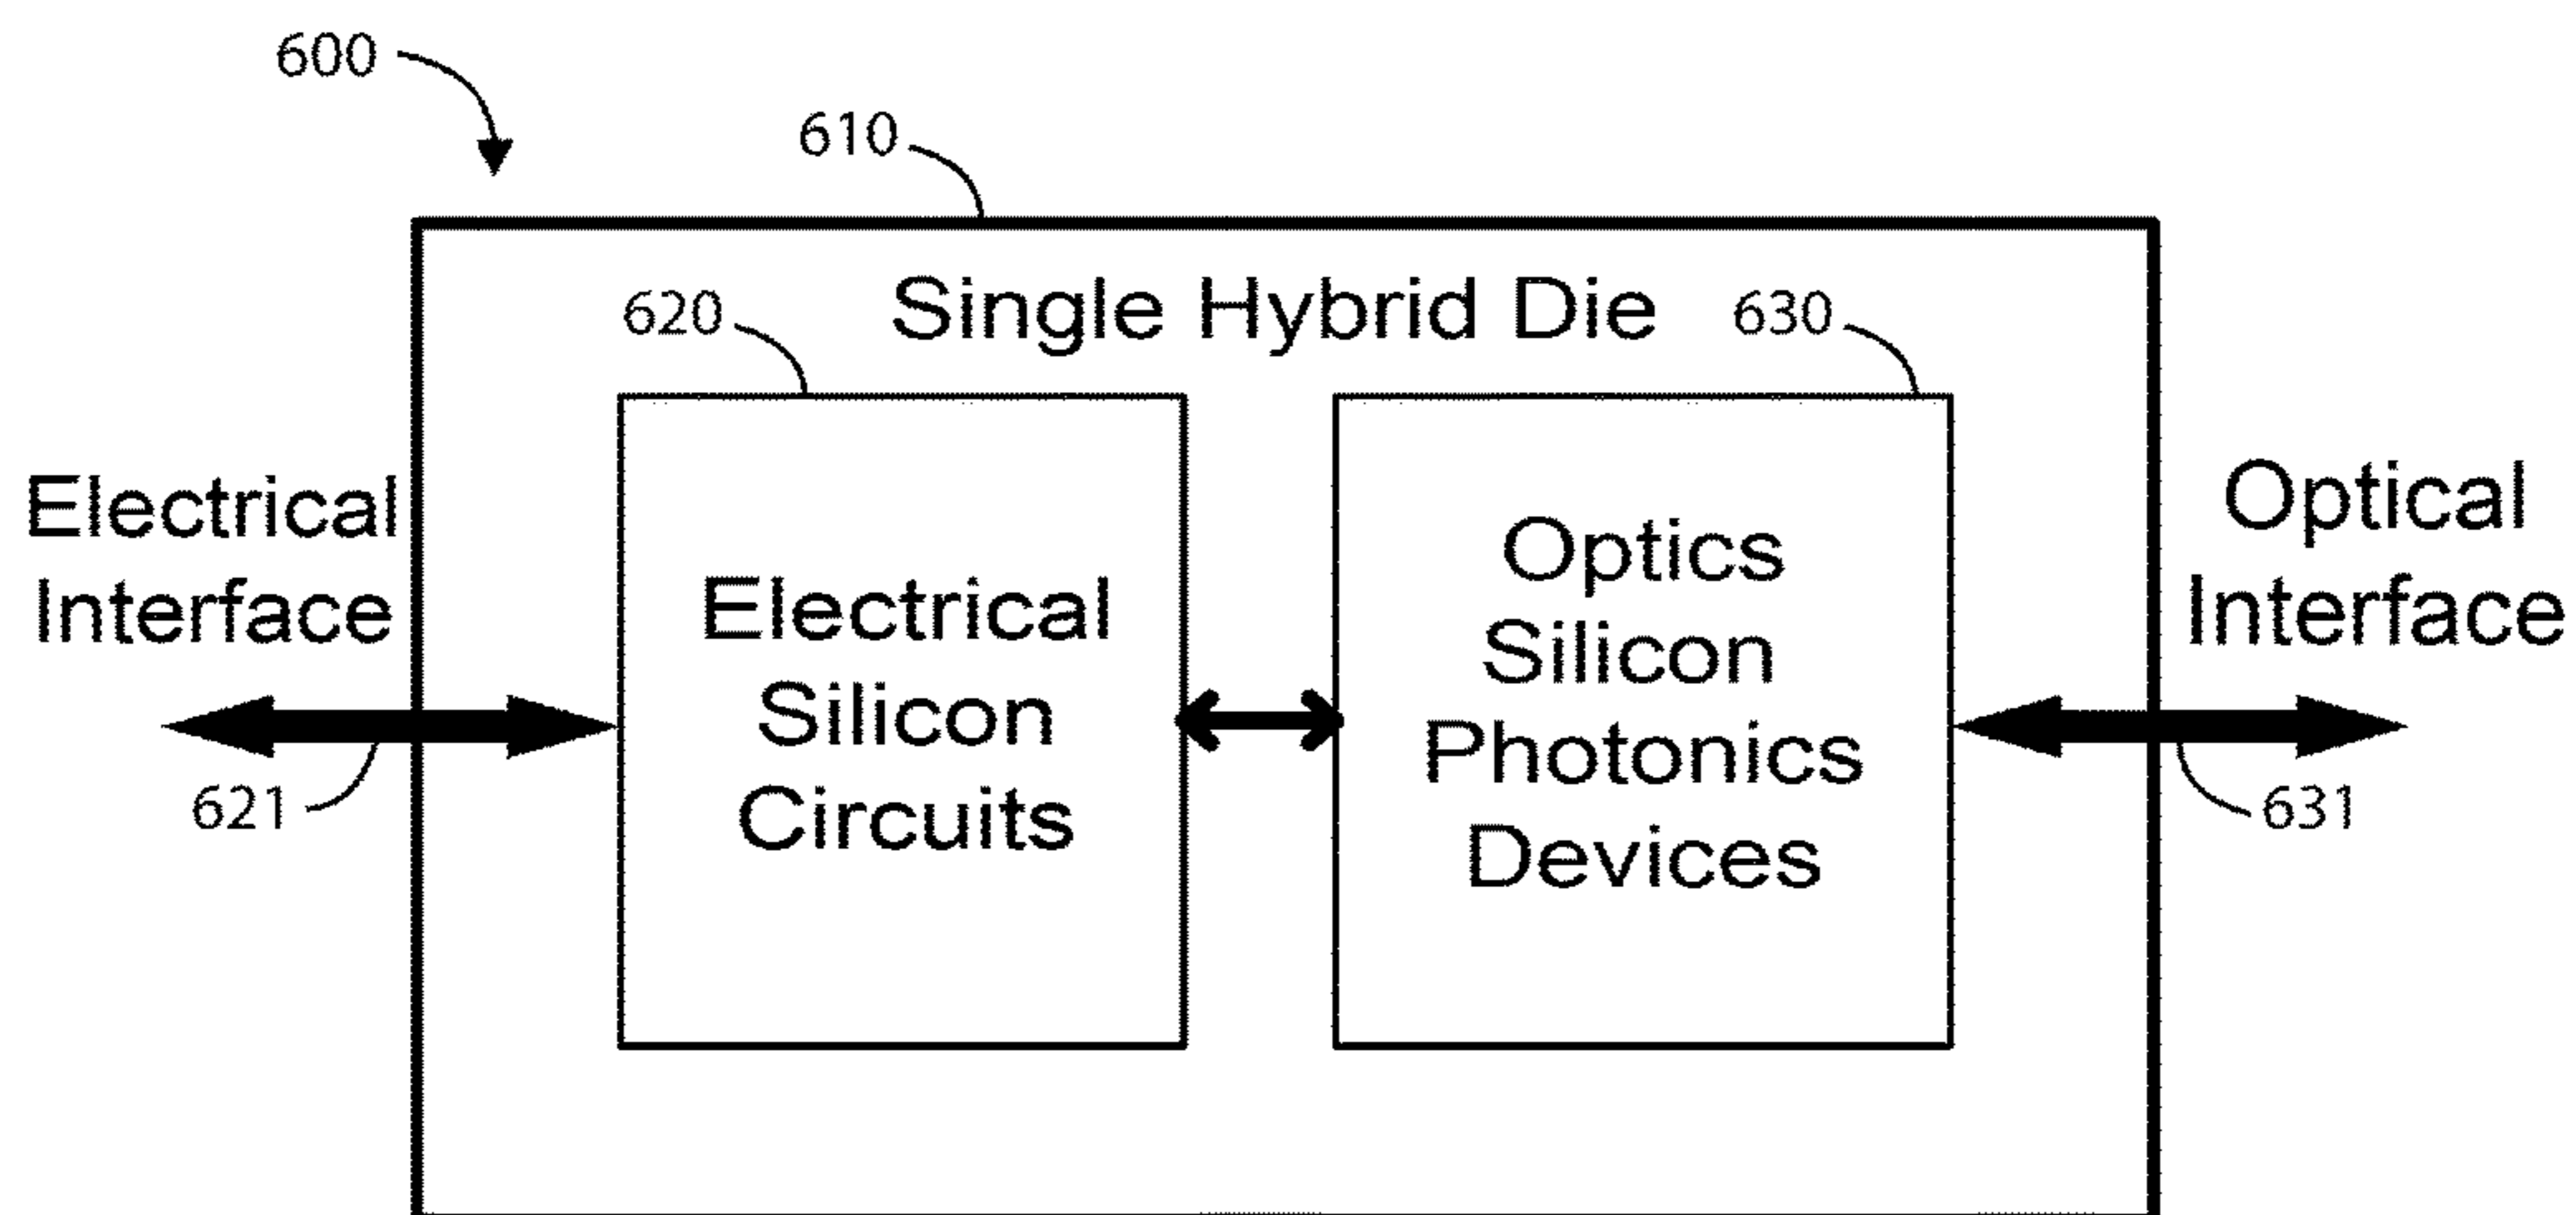 600
610
Single Hybrid Die
620
630
Electrical
Interface
Electrical
Silicon
Circuits
Optics
Silicon
Photonics
Devices
Optical
Interface
621
631